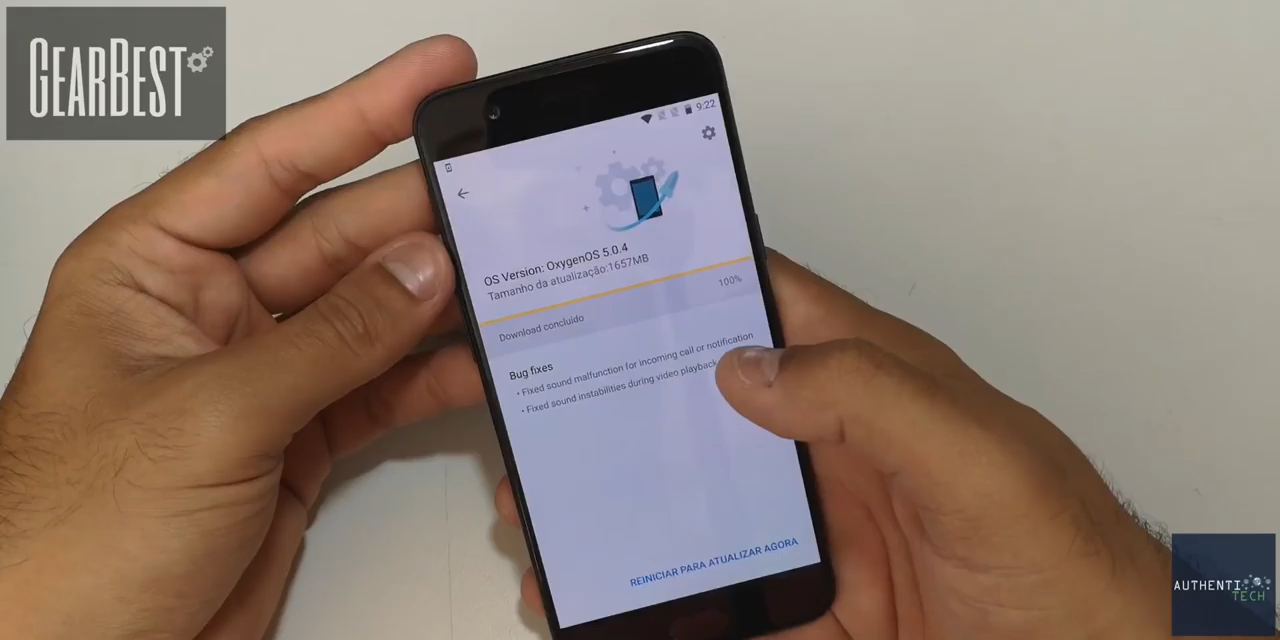 GEARBEST
9:22
OS Version: OxygenOS 5.0.4
Tamanho da atualização:1657MB
100%
Download concluído
Bug fixes
• Fixed sound malfunction for incoming call or notification
• Fixed sound instabilities during video playback
REINICIAR PARA ATUALIZAR AGORA
AUTHENTI
TECH